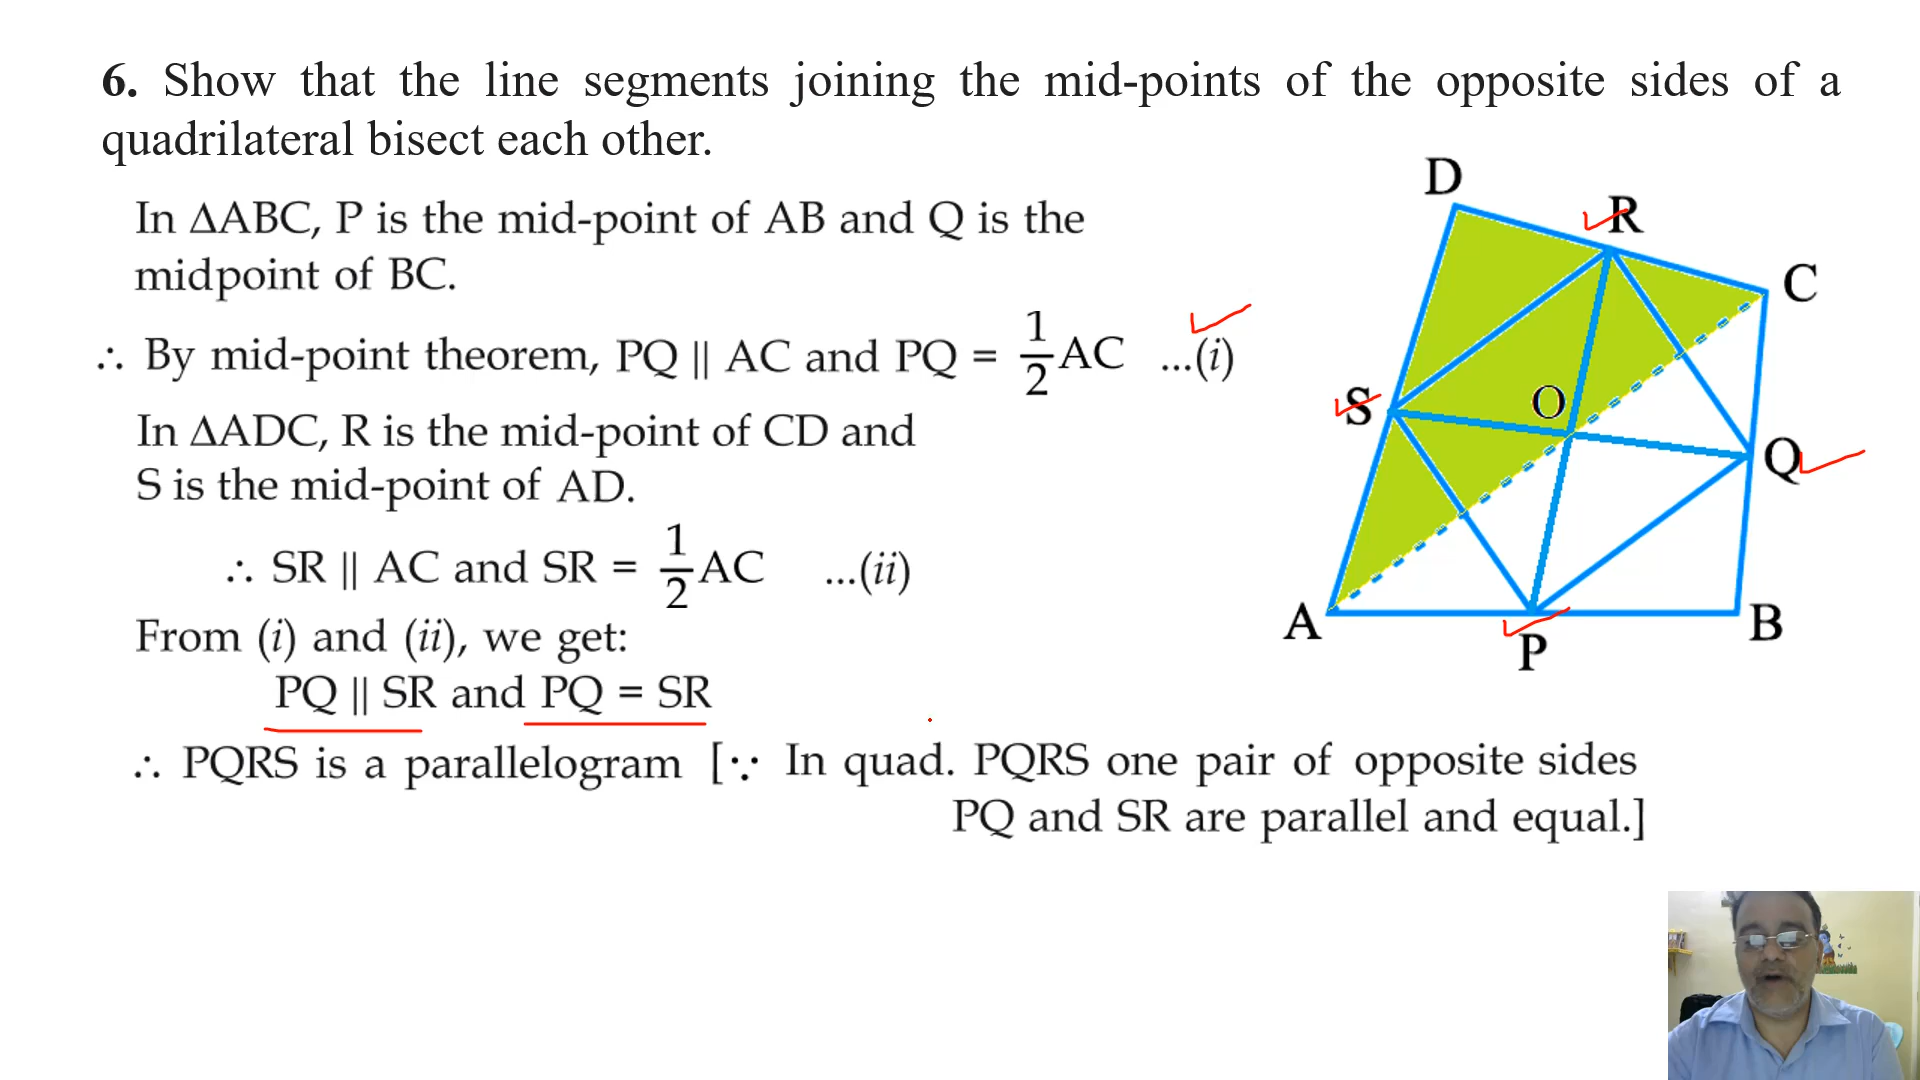 6. Show that the line segments joining the mid-points of the opposite sides of a
quadrilateral bisect each other.
In ΔABC, P is the mid-point of AB and Q is the
midpoint of BC.
∴ By mid-point theorem, PQ || AC and PQ = 1/2 AC ...(i)
In ΔADC, R is the mid-point of CD and
S is the mid-point of AD.
∴ SR || AC and SR = 1/2 AC ...(ii)
From (i) and (ii), we get:
PQ || SR and PQ = SR
∴ PQRS is a parallelogram [∵ In quad. PQRS one pair of opposite sides
PQ and SR are parallel and equal.]
D
R
C
S
O
Q
A
P
B